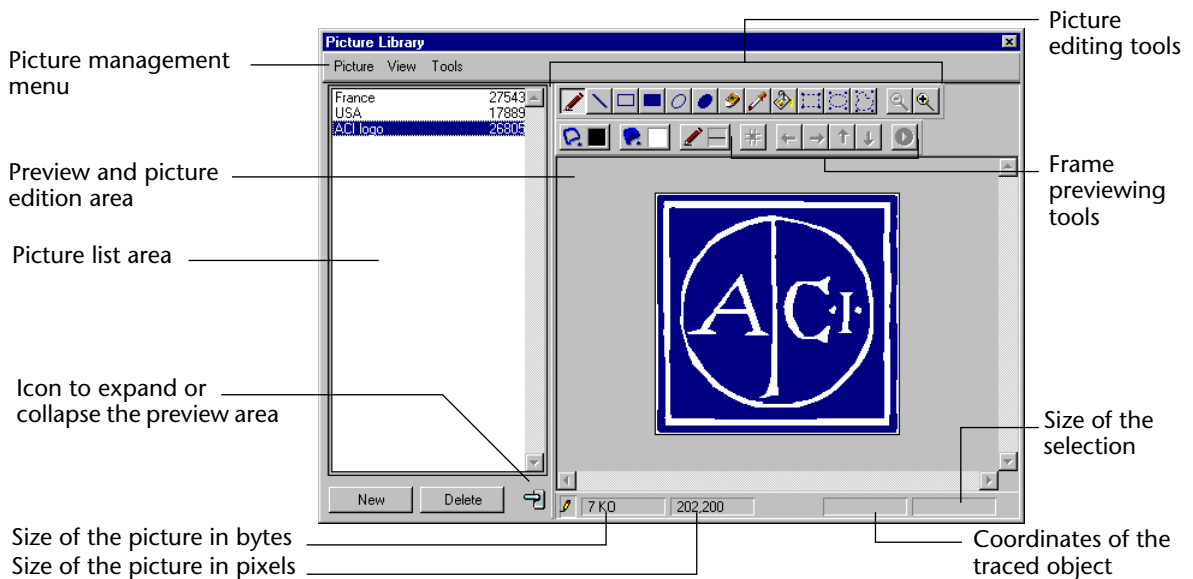 Picture
editing tools
Picture management
menu
Picture Library
Picture View Tools
France 27543
USA 17889
ACI logo 26805
Preview and picture
edition area
Frame
previewing
tools
Picture list area
A C·I·
Icon to expand or
collapse the preview area
Size of the
selection
New Delete
7 KO 202,200
Size of the picture in bytes
Size of the picture in pixels
Coordinates of the
traced object